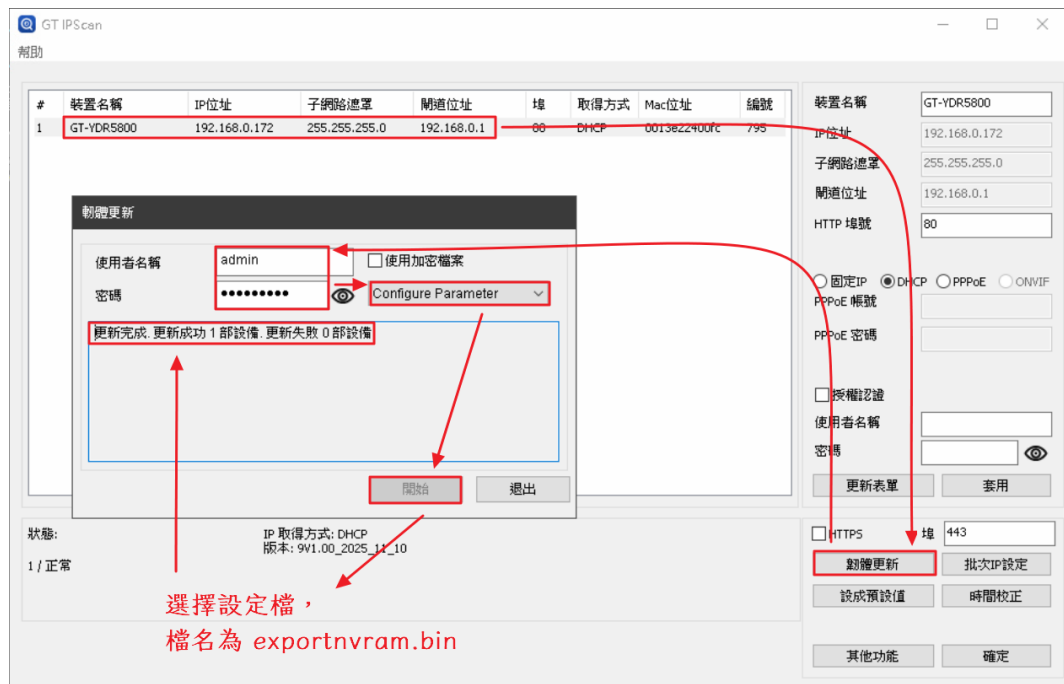 GT IPScan
幫助
# 裝置名稱 IP位址 子網路遮罩 閘道位址 埠 取得方式 Mac位址 編號
1 GT-YDR5800 192.168.0.172 255.255.255.0 192.168.0.1 80 DHCP 0013e22400fc 795
韌體更新
使用者名稱 admin 使用加密檔案
密碼 ••••••••• Configure Parameter
更新完成. 更新成功 1 部設備. 更新失敗 0 部設備
開始 退出
狀態: IP 取得方式: DHCP
版本: 9V1.00_2025_11_10
1 / 正常
選擇設定檔，
檔名為 exportnvram.bin
裝置名稱 GT-YDR5800
IP位址 192.168.0.172
子網路遮罩 255.255.255.0
閘道位址 192.168.0.1
HTTP 埠號 80
固定IP DHCP PPPoE ONVIF
PPPoE 帳號
PPPoE 密碼
授權認證
使用者名稱
密碼
更新表單 套用
HTTPS 埠 443
韌體更新 批次IP設定
設成預設值 時間校正
其他功能 確定